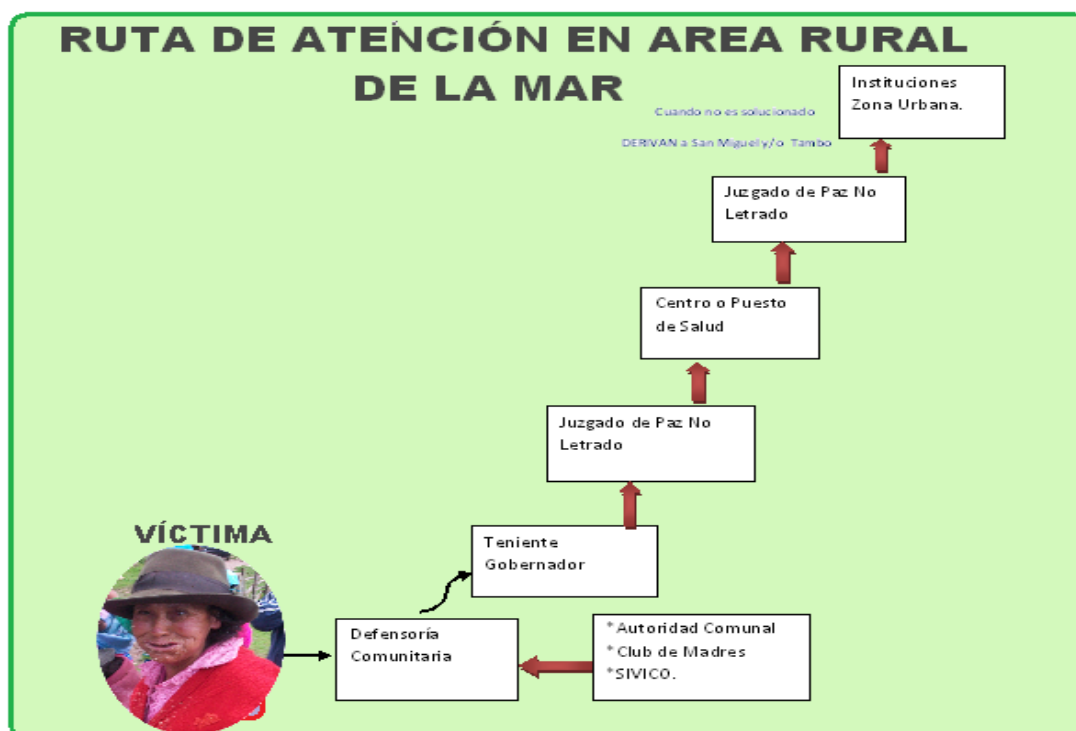 RUTA DE ATENCIÓN EN AREA RURAL
DE LA MAR
Instituciones
Zona Urbana.
Cuando no es solucionado
DERIVAN a San Miguel y/o Tambo
Juzgado de Paz No
Letrado
Centro o Puesto
de Salud
Juzgado de Paz No
Letrado
VÍCTIMA
Teniente
Gobernador
Defensoría
Comunitaria
*Autoridad Comunal
*Club de Madres
*SIVICO.